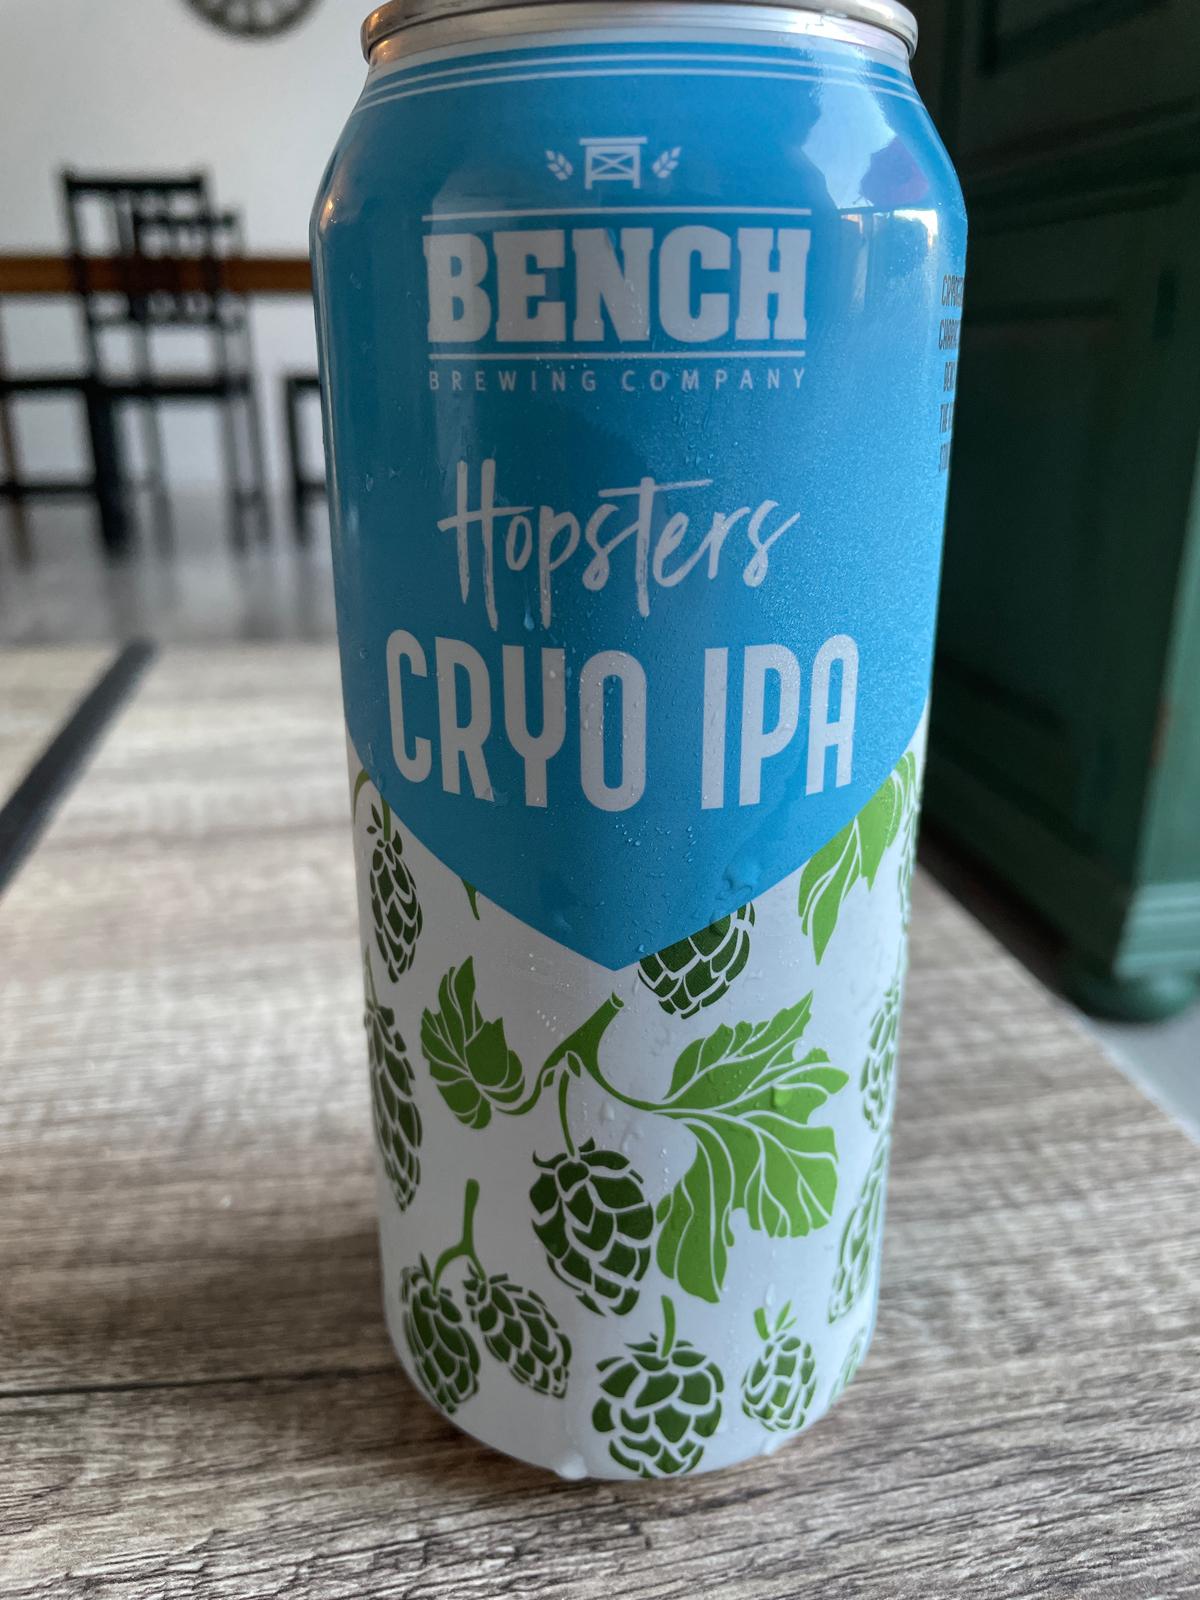 BENCH
BREWING COMPANY
Hopsters
CRYO IPA